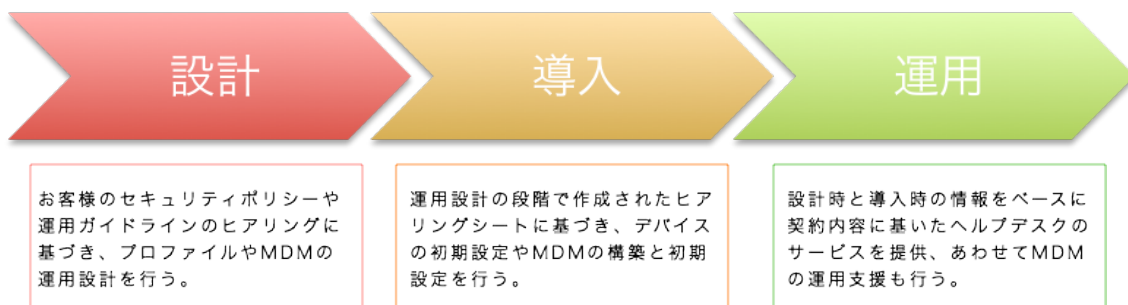 設計
導入
運用
お客様のセキュリティポリシーや
運用ガイドラインのヒアリングに
基づき、プロファイルやMDMの
運用設計を行う。
運用設計の段階で作成されたヒア
リングシートに基づき、デバイス
の初期設定やMDMの構築と初期
設定を行う。
設計時と導入時の情報をベースに
契約内容に基いたヘルプデスクの
サービスを提供、あわせてMDM
の運用支援も行う。